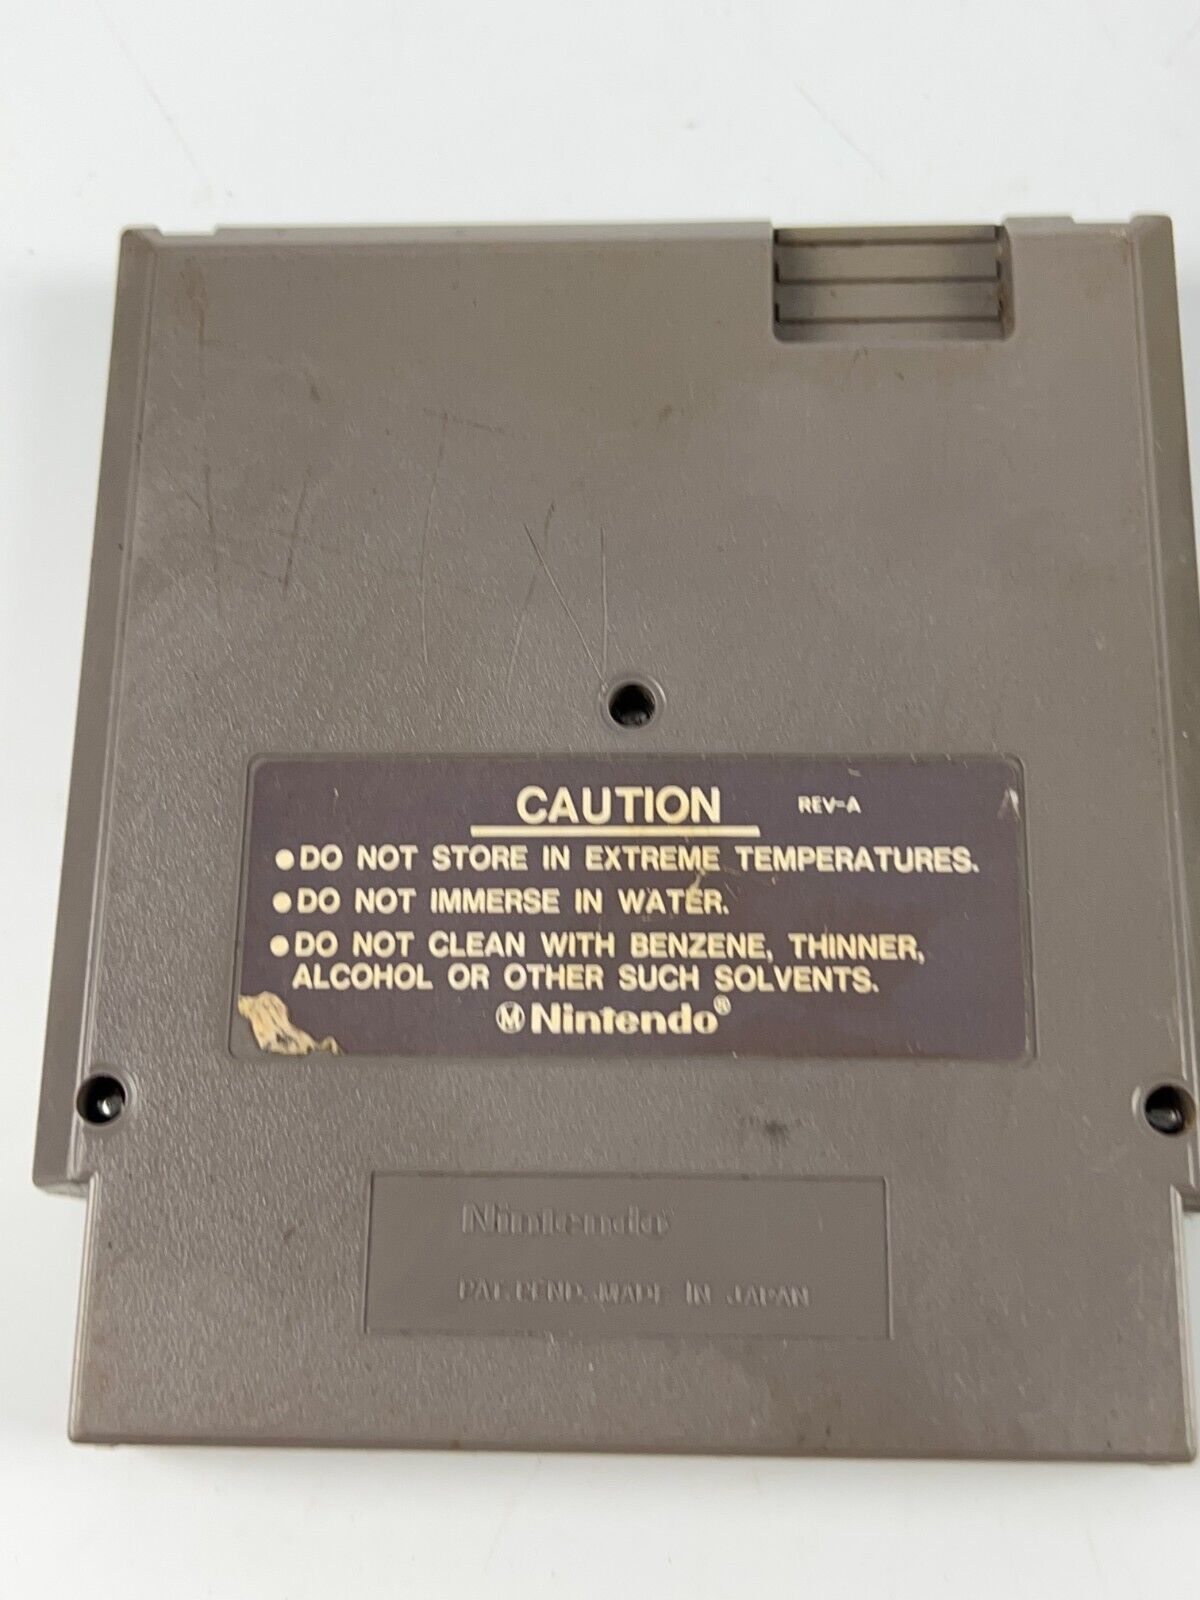 CAUTION REV-A
●DO NOT STORE IN EXTREME TEMPERATURES.
●DO NOT IMMERSE IN WATER.
●DO NOT CLEAN WITH BENZENE, THINNER,
ALCOHOL OR OTHER SUCH SOLVENTS.
Ⓜ Nintendo®
Nintendo®
PAT. PEND. MADE IN JAPAN